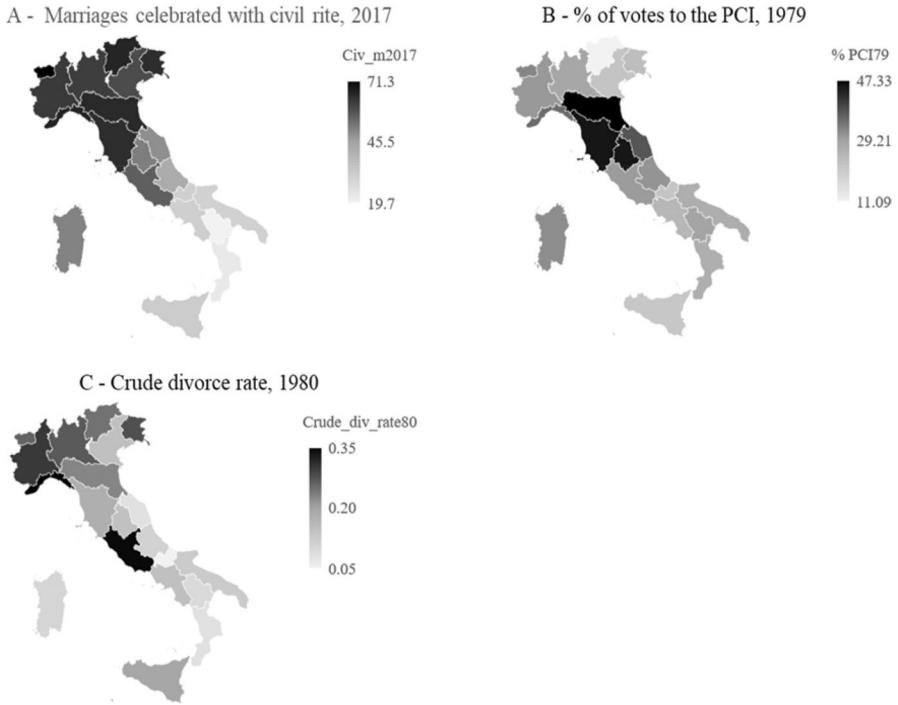 A - Marriages celebrated with civil rite, 2017
Civ_m2017
71.3
45.5
19.7
B - % of votes to the PCI, 1979
% PCI79
47.33
29.21
11.09
C - Crude divorce rate, 1980
Crude_div_rate80
0.35
0.20
0.05